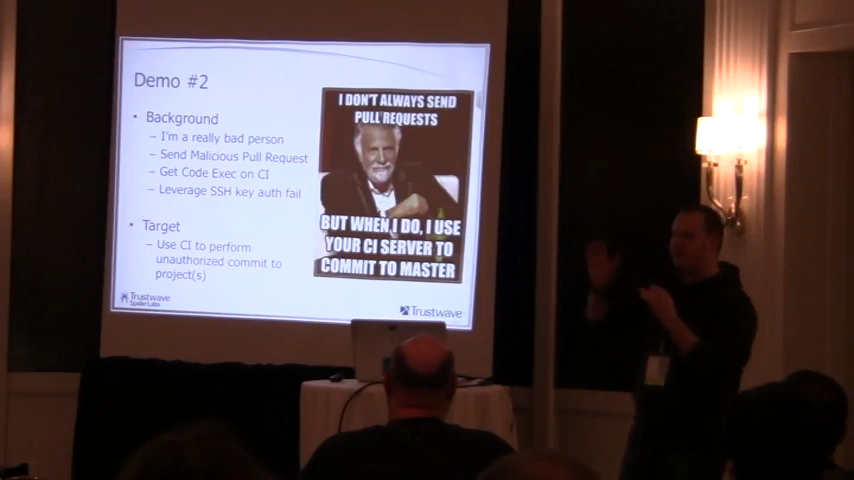 Demo #2
• Background
– I'm a really bad person
– Send Malicious Pull Request
– Get Code Exec on CI
– Leverage SSH key auth fail
• Target
– Use CI to perform
unauthorized commit to
project(s)
I DON'T ALWAYS SEND
PULL REQUESTS
BUT WHEN I DO, I USE
YOUR CI SERVER TO
COMMIT TO MASTER
Trustwave
SpiderLabs
Trustwave